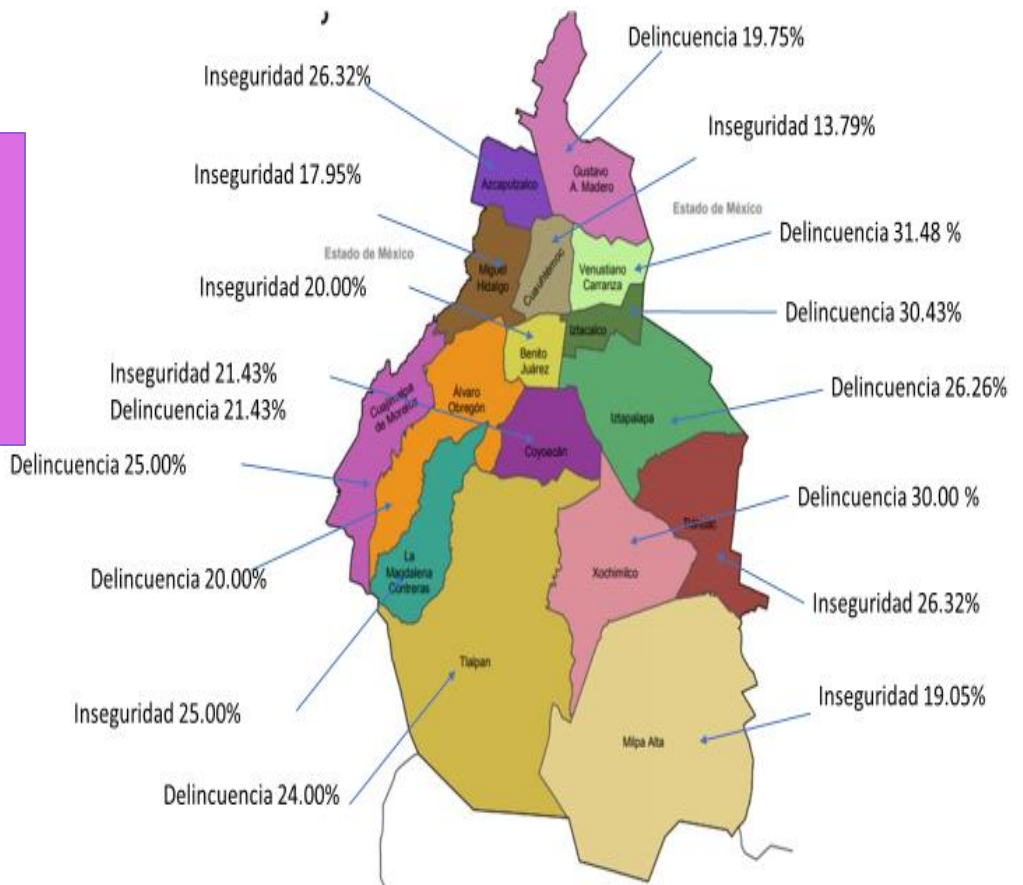 Delincuencia 19.75%
Inseguridad 26.32%
Inseguridad 13.79%
Inseguridad 17.95%
Azcapotzalco
Gustavo
A. Madero
Estado de México
Delincuencia 31.48 %
Estado de México
Miguel
Hidalgo
Cuauhtémoc
Venustiano
Carranza
Inseguridad 20.00%
Delincuencia 30.43%
Iztacalco
Benito
Juárez
Inseguridad 21.43%
Delincuencia 21.43%
Cuajimalpa
de Morelos
Álvaro
Obregón
Delincuencia 26.26%
Iztapalapa
Coyoacán
Delincuencia 25.00%
Delincuencia 30.00 %
Tláhuac
La
Magdalena
Contreras
Delincuencia 20.00%
Xochimilco
Inseguridad 26.32%
Tlalpan
Inseguridad 25.00%
Inseguridad 19.05%
Milpa Alta
Delincuencia 24.00%